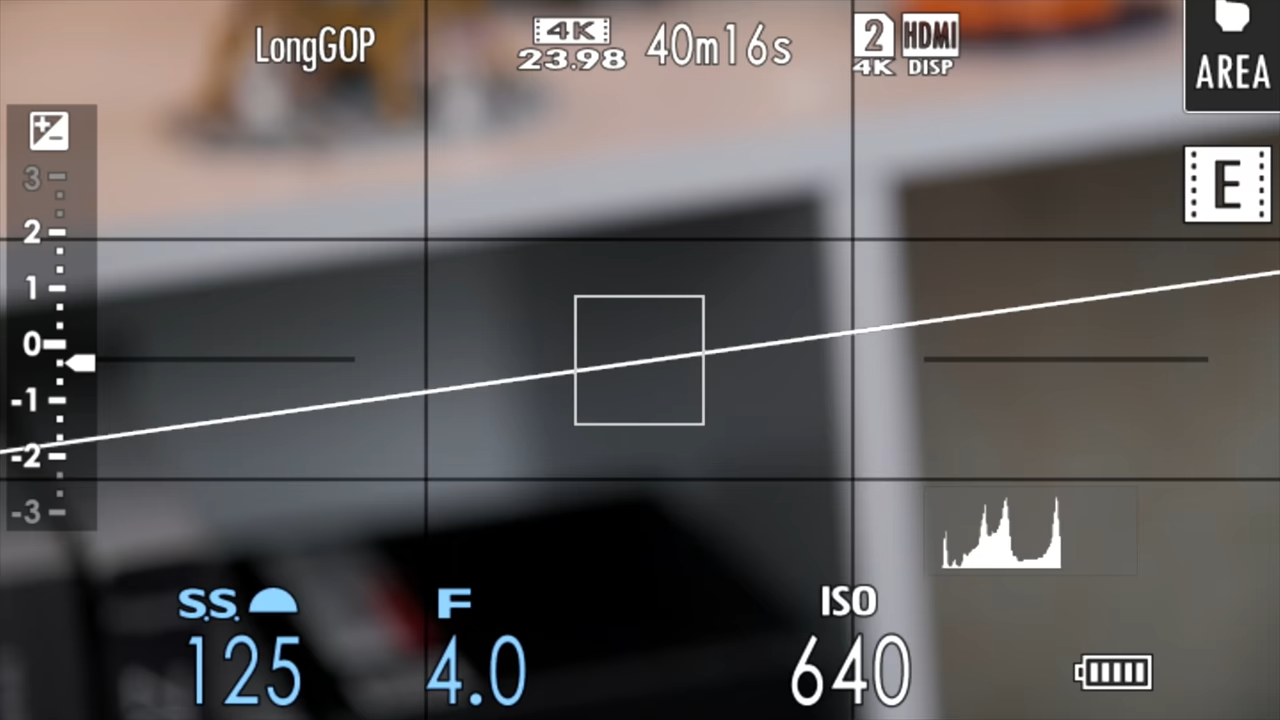 LongGOP
4K
23.98
40m16s
2
4K
HDMI
DISP
AREA
E
3
2
1
0
-1
-2
-3
S.S.
125
F
4.0
ISO
640